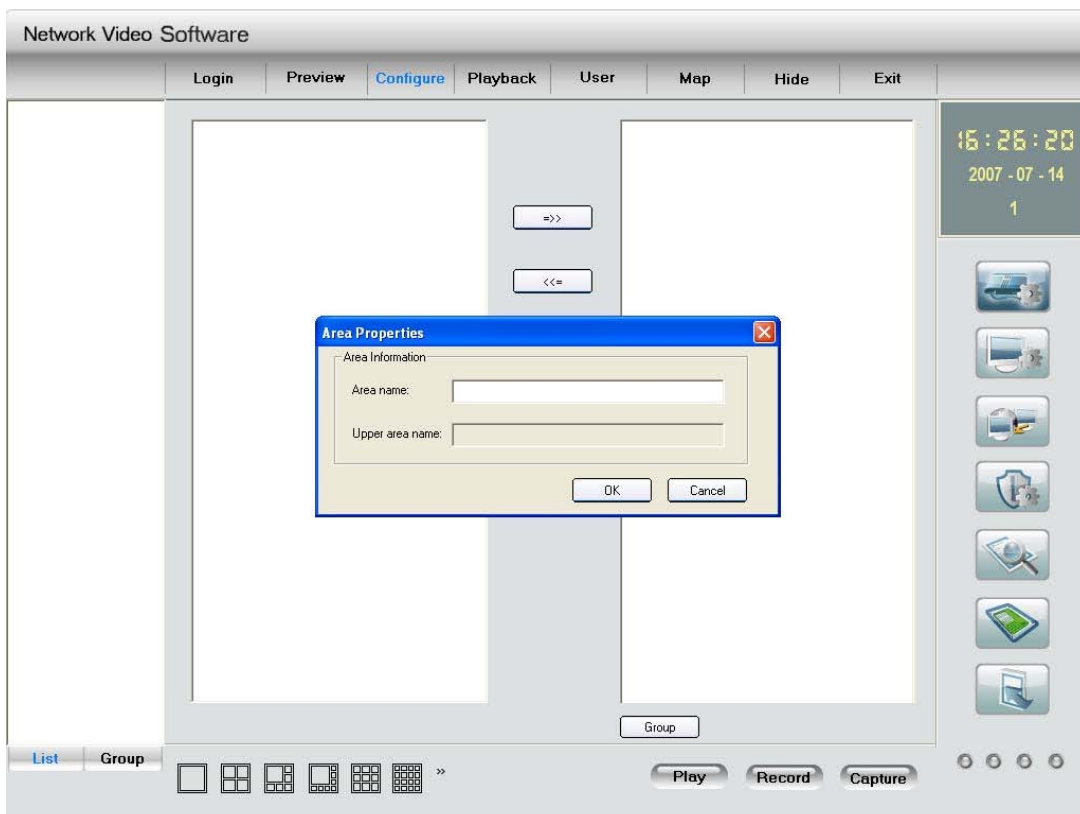 Network Video Software
Login Preview Configure Playback User Map Hide Exit
16:26:20
2007 - 07 - 14
1
=>>
<<=
Area Properties
Area Information
Area name:
Upper area name:
OK Cancel
Group
List Group
»
Play Record Capture